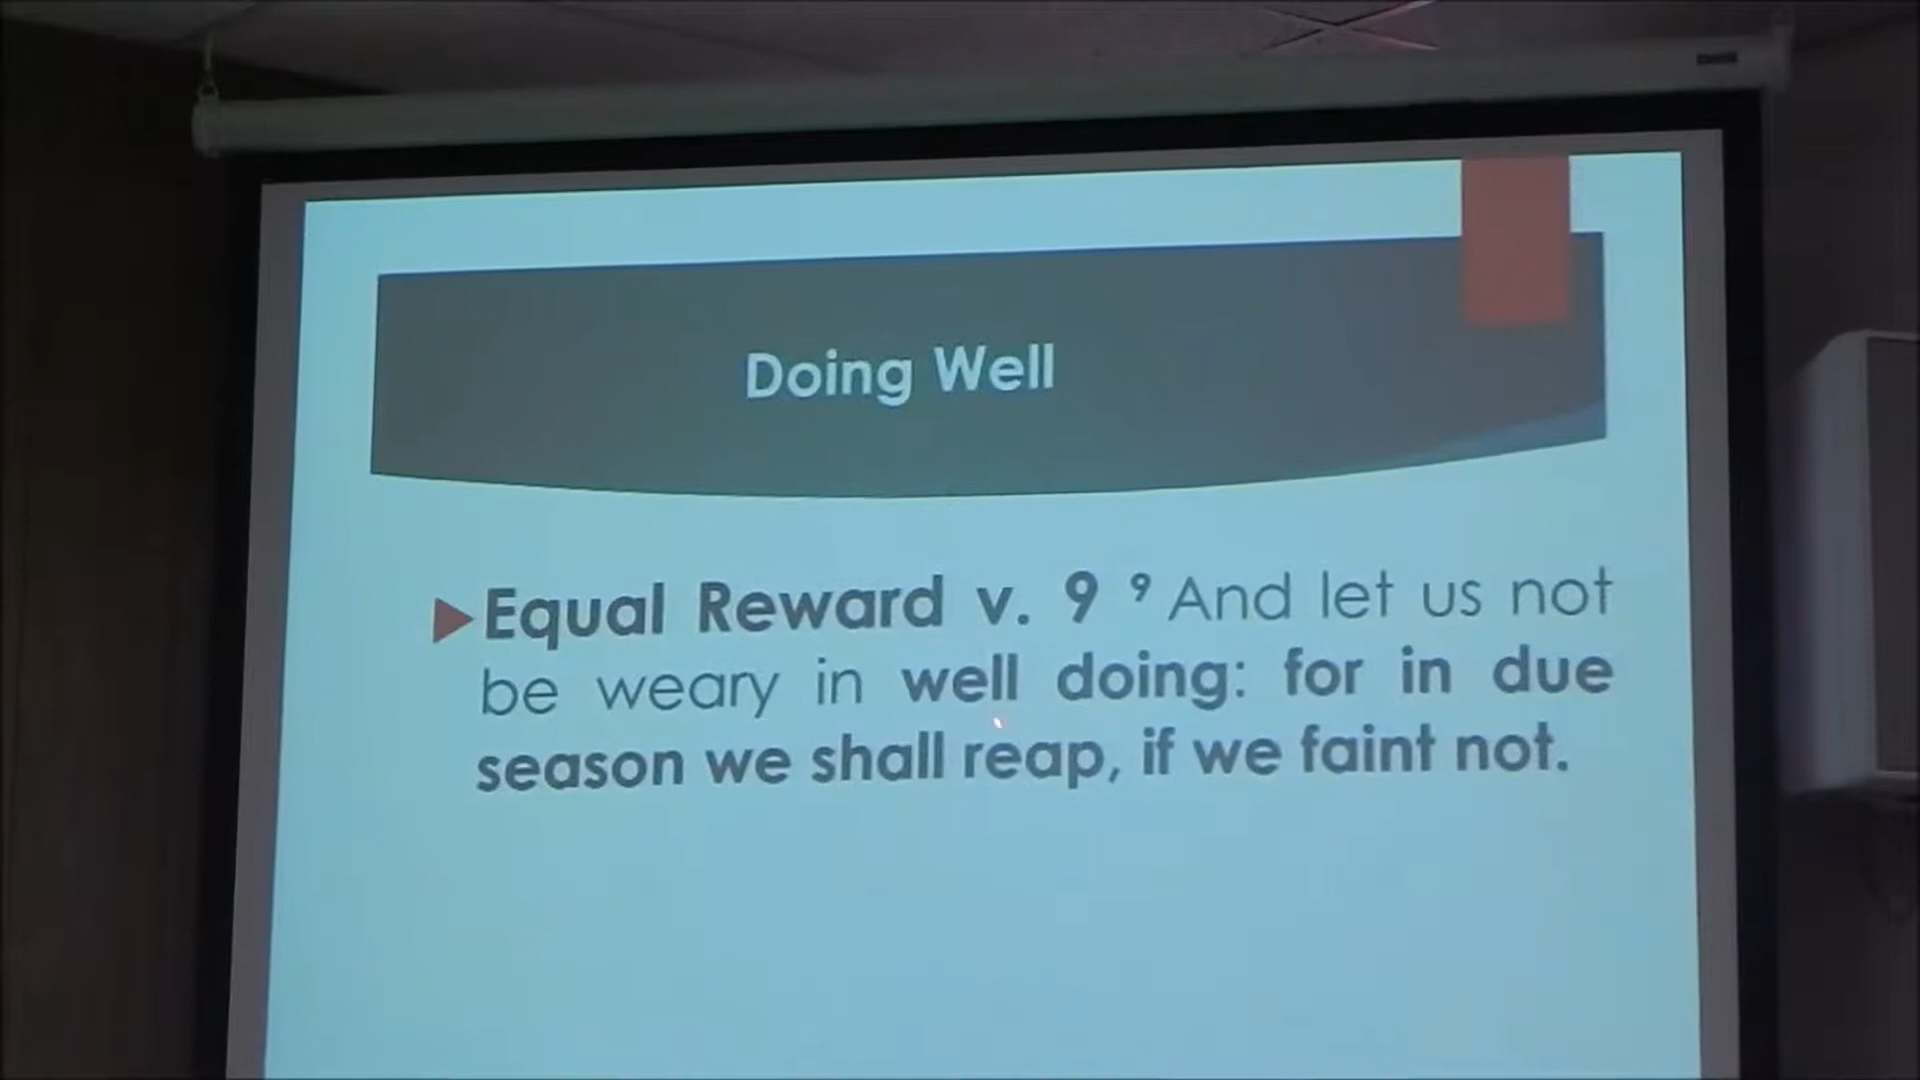 Doing Well
Equal Reward v. 9 ⁹ And let us not
be weary in well doing: for in due
season we shall reap, if we faint not.